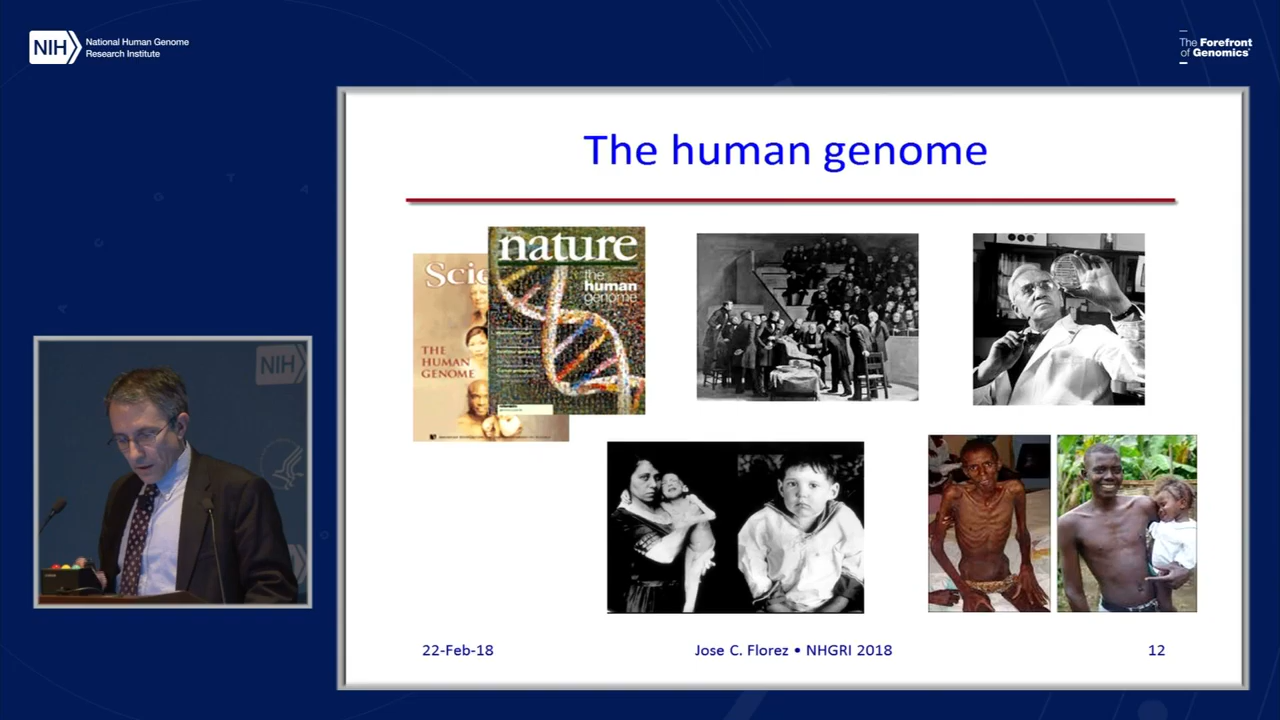 NIH
National Human Genome
Research Institute
The Forefront
of Genomics
NIH
The human genome
Scie
THE
HUMAN
GENOME
nature
the
human
genome
22-Feb-18
Jose C. Florez • NHGRI 2018
12